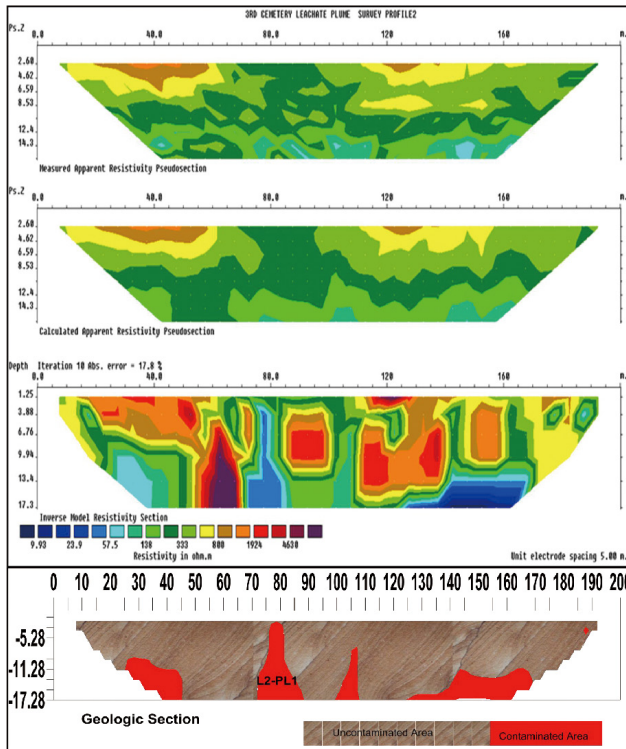 3RD CEMETERY LEACHATE PLUME SURVEY PROFILE2
Ps.Z 0.0 40.0 80.0 120 160 m.
2.60
4.62
6.59
8.53
12.4
14.3
Measured Apparent Resistivity Pseudosection
Ps.Z 0.0 40.0 80.0 120 160 m.
2.60
4.62
6.59
8.53
12.4
14.3
Calculated Apparent Resistivity Pseudosection
Depth Iteration 10 Abs. error = 17.8 %
0.0 40.0 80.0 120 160 m.
1.25
3.88
6.76
9.94
13.4
17.3
Inverse Model Resistivity Section
9.93 23.9 57.5 138 333 800 1924 4630
Resistivity in ohm.m
Unit electrode spacing 5.00 m.
0 10 20 30 40 50 60 70 80 90 100 110 120 130 140 150 160 170 180 190 200
-5.28
-11.28
-17.28
L2-PL1
Geologic Section
Uncontaminated Area
Contaminated Area